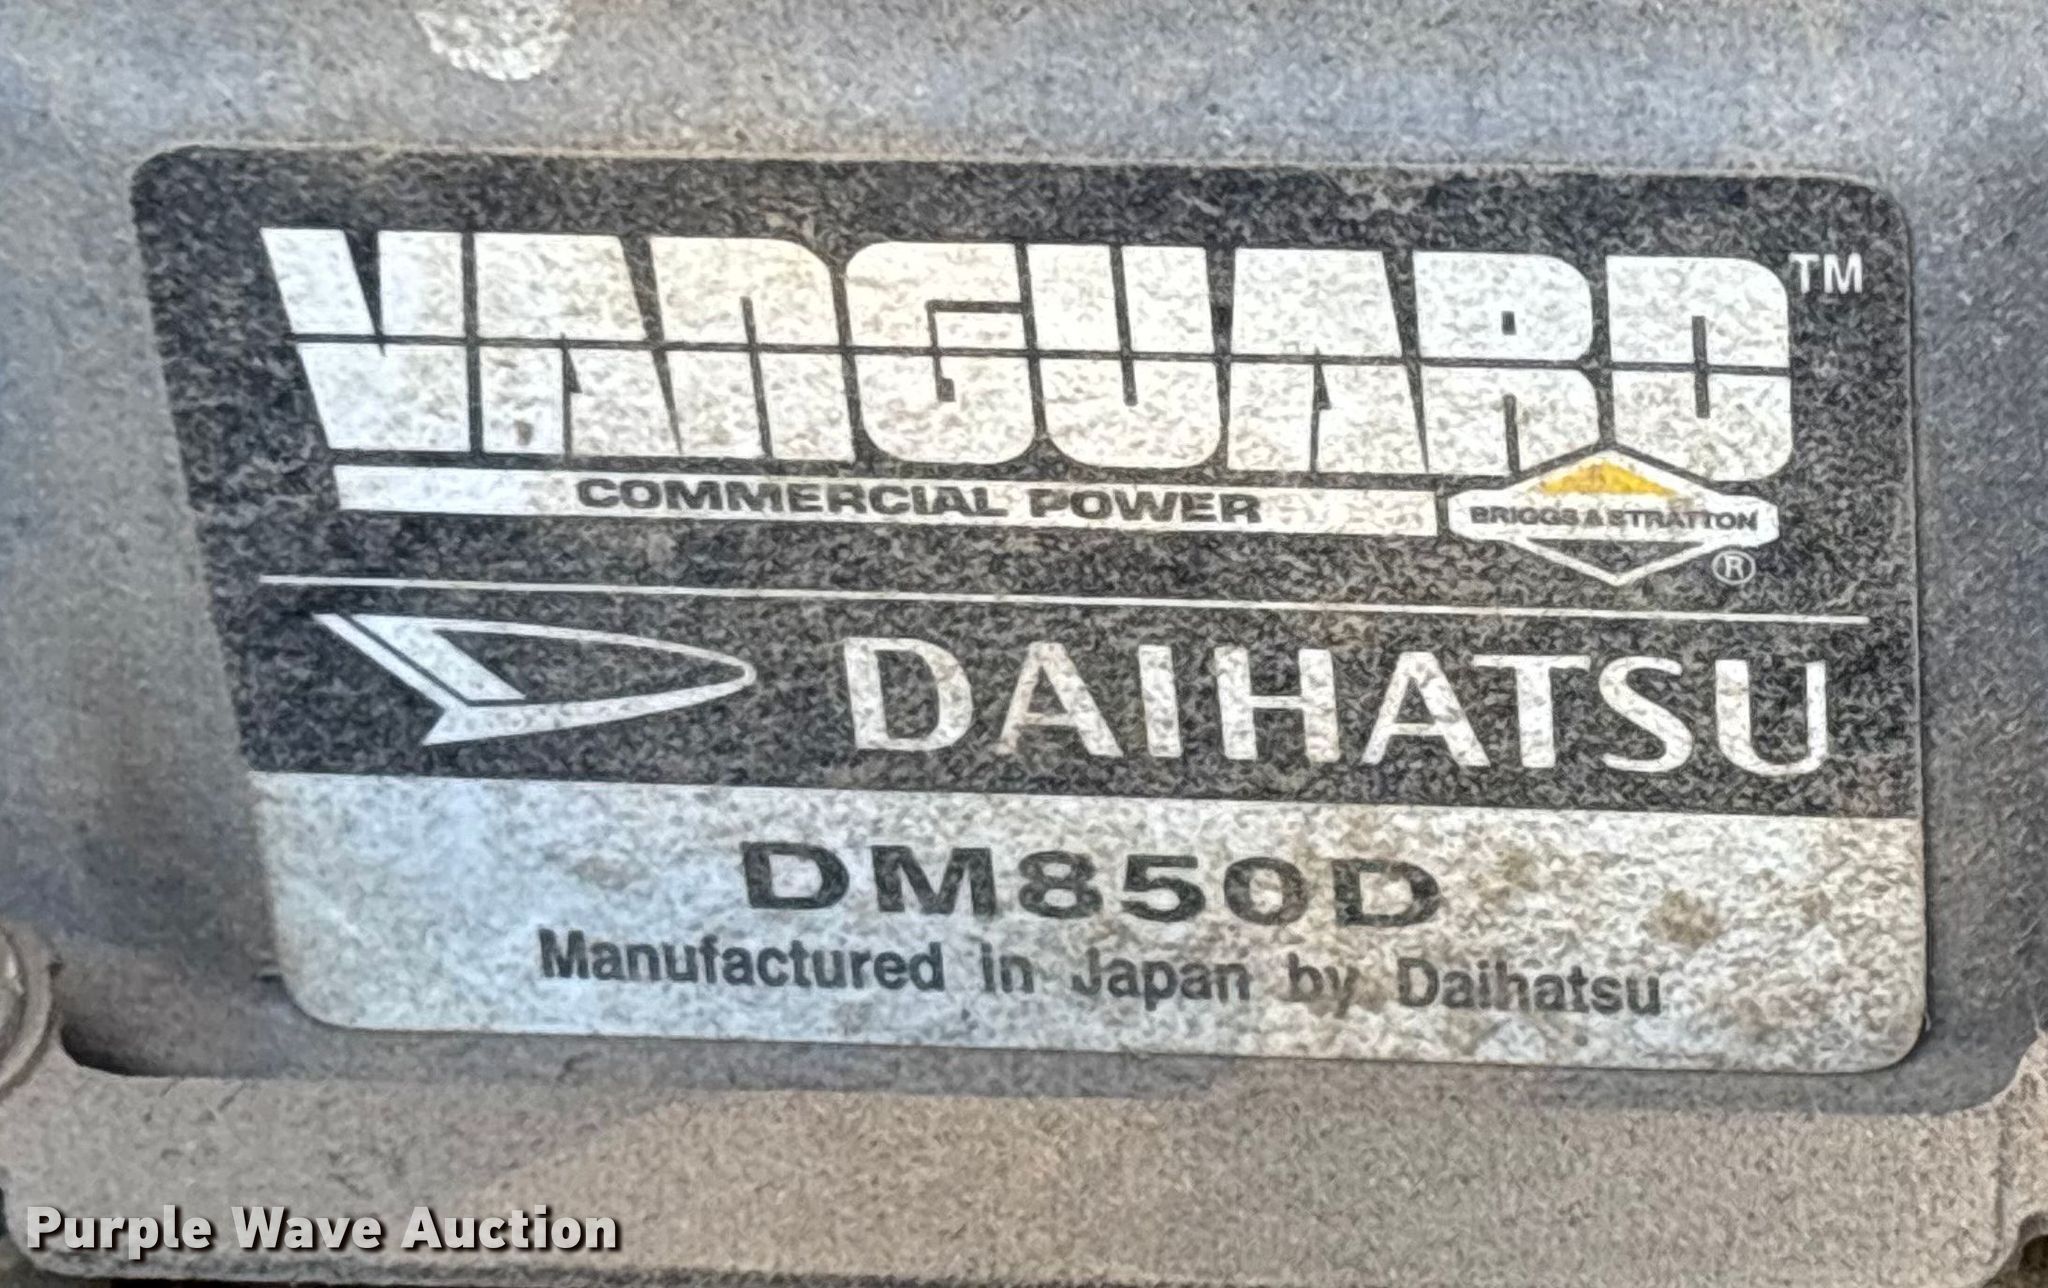 VANGUARD™
COMMERCIAL POWER
BRIGGS & STRATTON
®
DAIHATSU
DM850D
Manufactured in Japan by Daihatsu
Purple Wave Auction